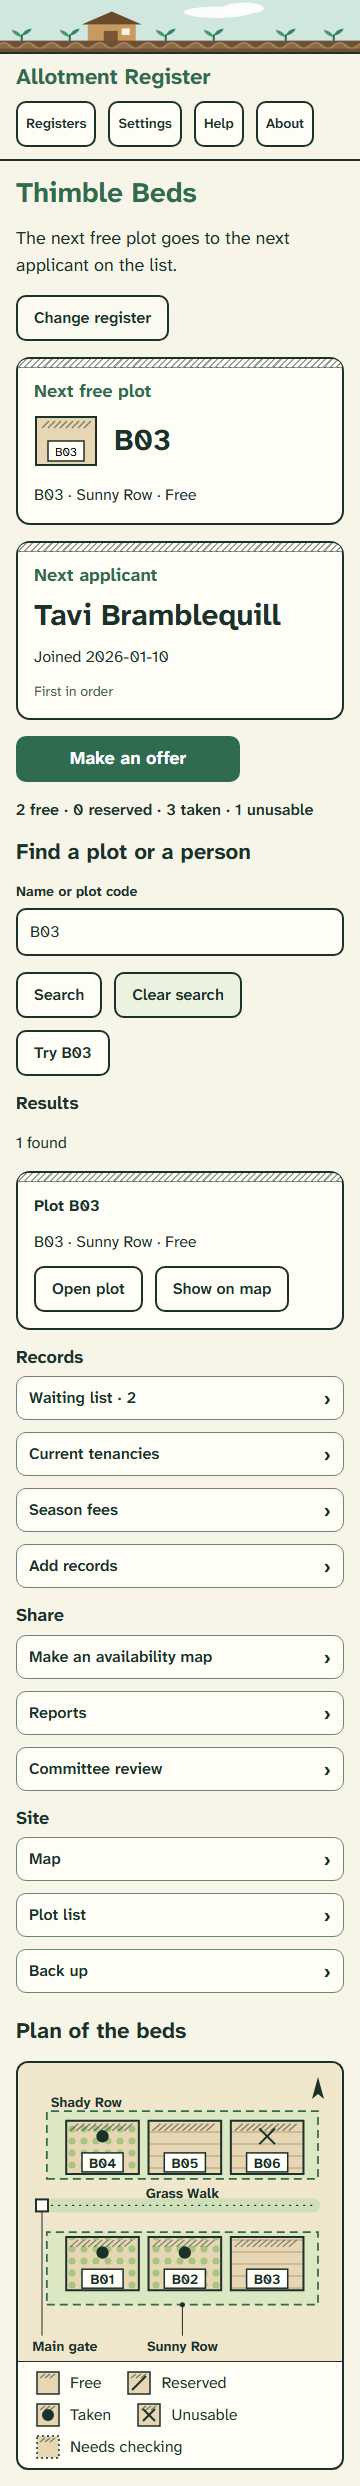 Allotment Register
Registers
Settings
Help
About
Thimble Beds
The next free plot goes to the next
applicant on the list.
Change register
Next free plot
B03
B03
B03 · Sunny Row · Free
Next applicant
Tavi Bramblequill
Joined 2026-01-10
First in order
Make an offer
2 free · 0 reserved · 3 taken · 1 unusable
Find a plot or a person
Name or plot code
B03
Search
Clear search
Try B03
Results
1 found
Plot B03
B03 · Sunny Row · Free
Open plot
Show on map
Records
Waiting list · 2
Current tenancies
Season fees
Add records
Share
Make an availability map
Reports
Committee review
Site
Map
Plot list
Back up
Plan of the beds
Shady Row
B04
B05
B06
Grass Walk
B01
B02
B03
Main gate
Sunny Row
Free
Reserved
Taken
Unusable
Needs checking